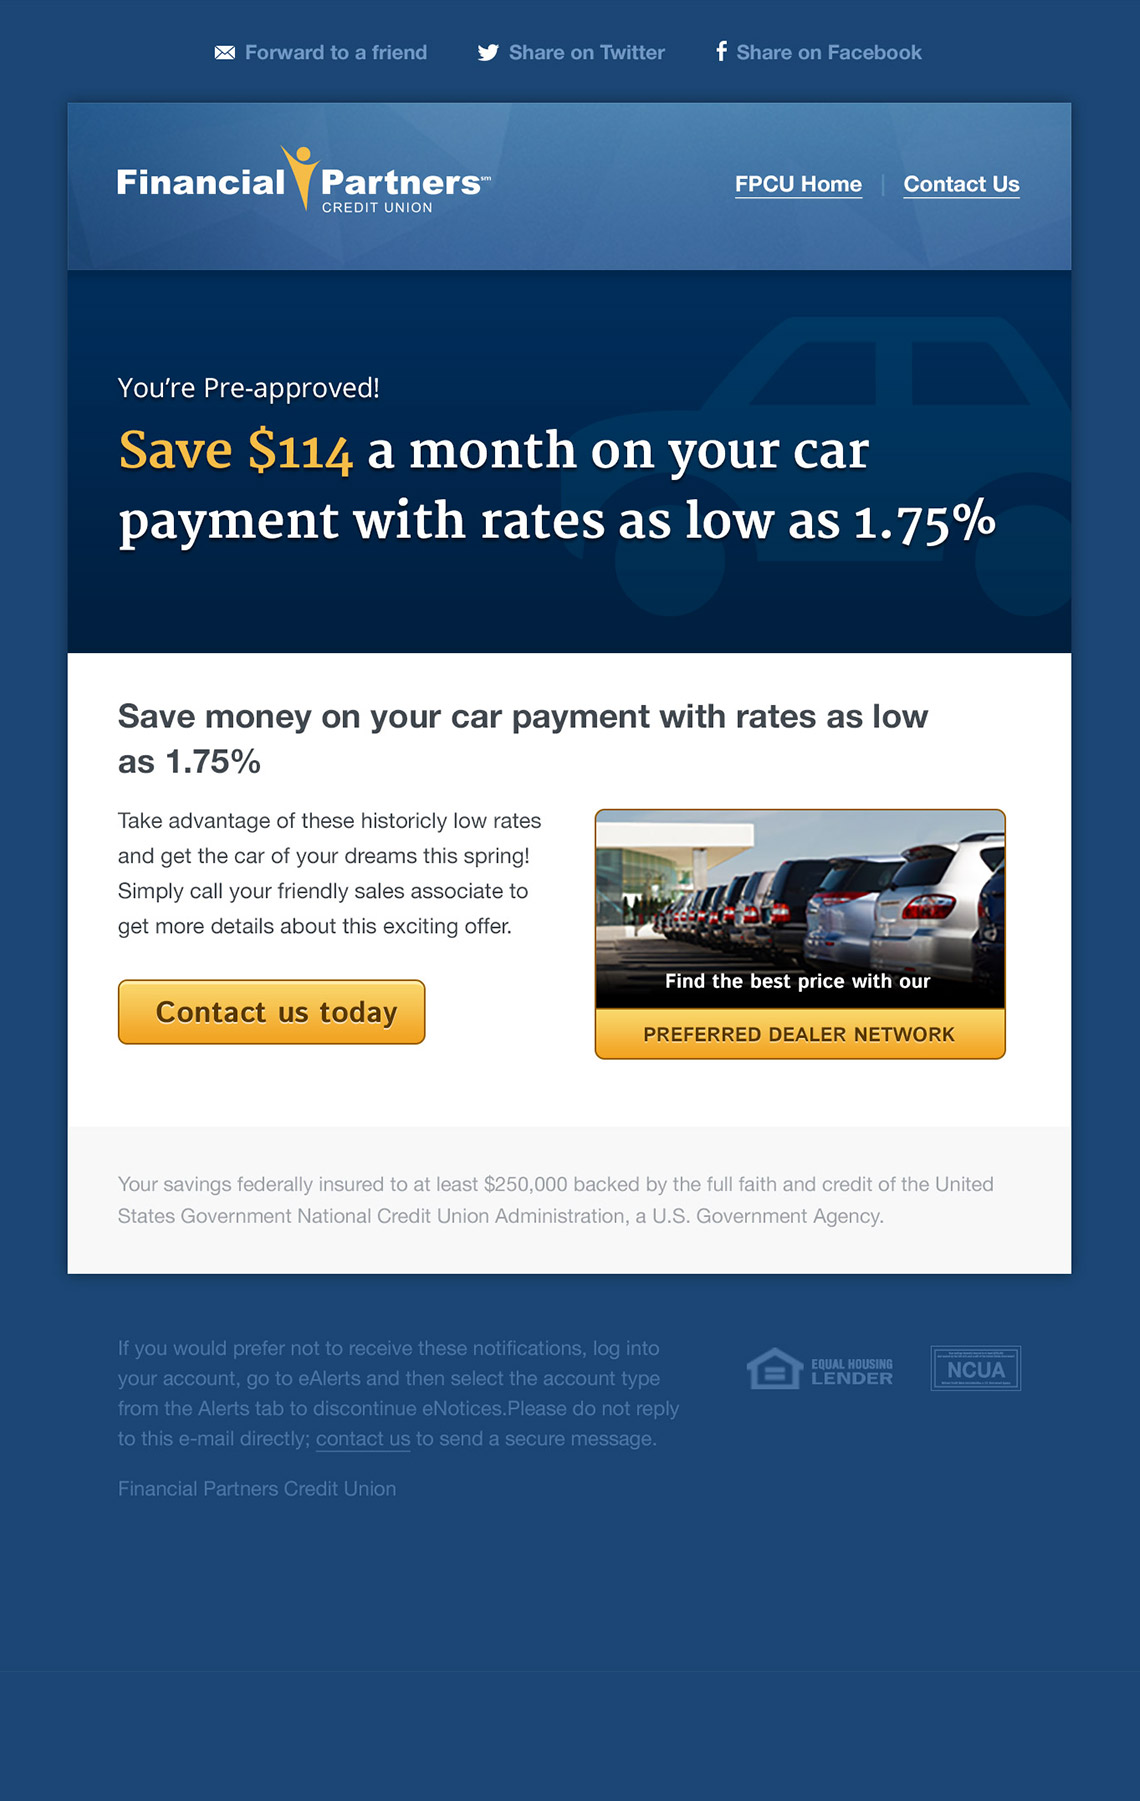 Forward to a friend
Share on Twitter
Share on Facebook
Financial Partners℠
CREDIT UNION
FPCU Home | Contact Us
You're Pre-approved!
Save $114 a month on your car
payment with rates as low as 1.75%
Save money on your car payment with rates as low
as 1.75%
Take advantage of these historicly low rates
and get the car of your dreams this spring!
Simply call your friendly sales associate to
get more details about this exciting offer.
Contact us today
Find the best price with our
PREFERRED DEALER NETWORK
Your savings federally insured to at least $250,000 backed by the full faith and credit of the United
States Government National Credit Union Administration, a U.S. Government Agency.
If you would prefer not to receive these notifications, log into
your account, go to eAlerts and then select the account type
from the Alerts tab to discontinue eNotices.Please do not reply
to this e-mail directly; contact us to send a secure message.
Financial Partners Credit Union
EQUAL HOUSING
LENDER
NCUA